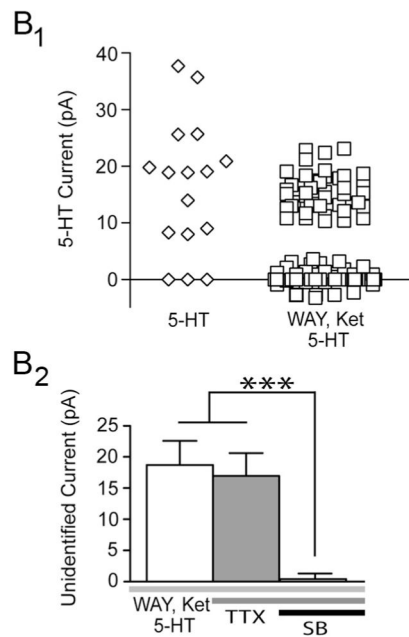 B1
5-HT Current (pA)
40
30
20
10
0
5-HT
WAY, Ket
5-HT
B2
***
Unidentified Current (pA)
25
20
15
10
5
0
WAY, Ket
5-HT
TTX
SB